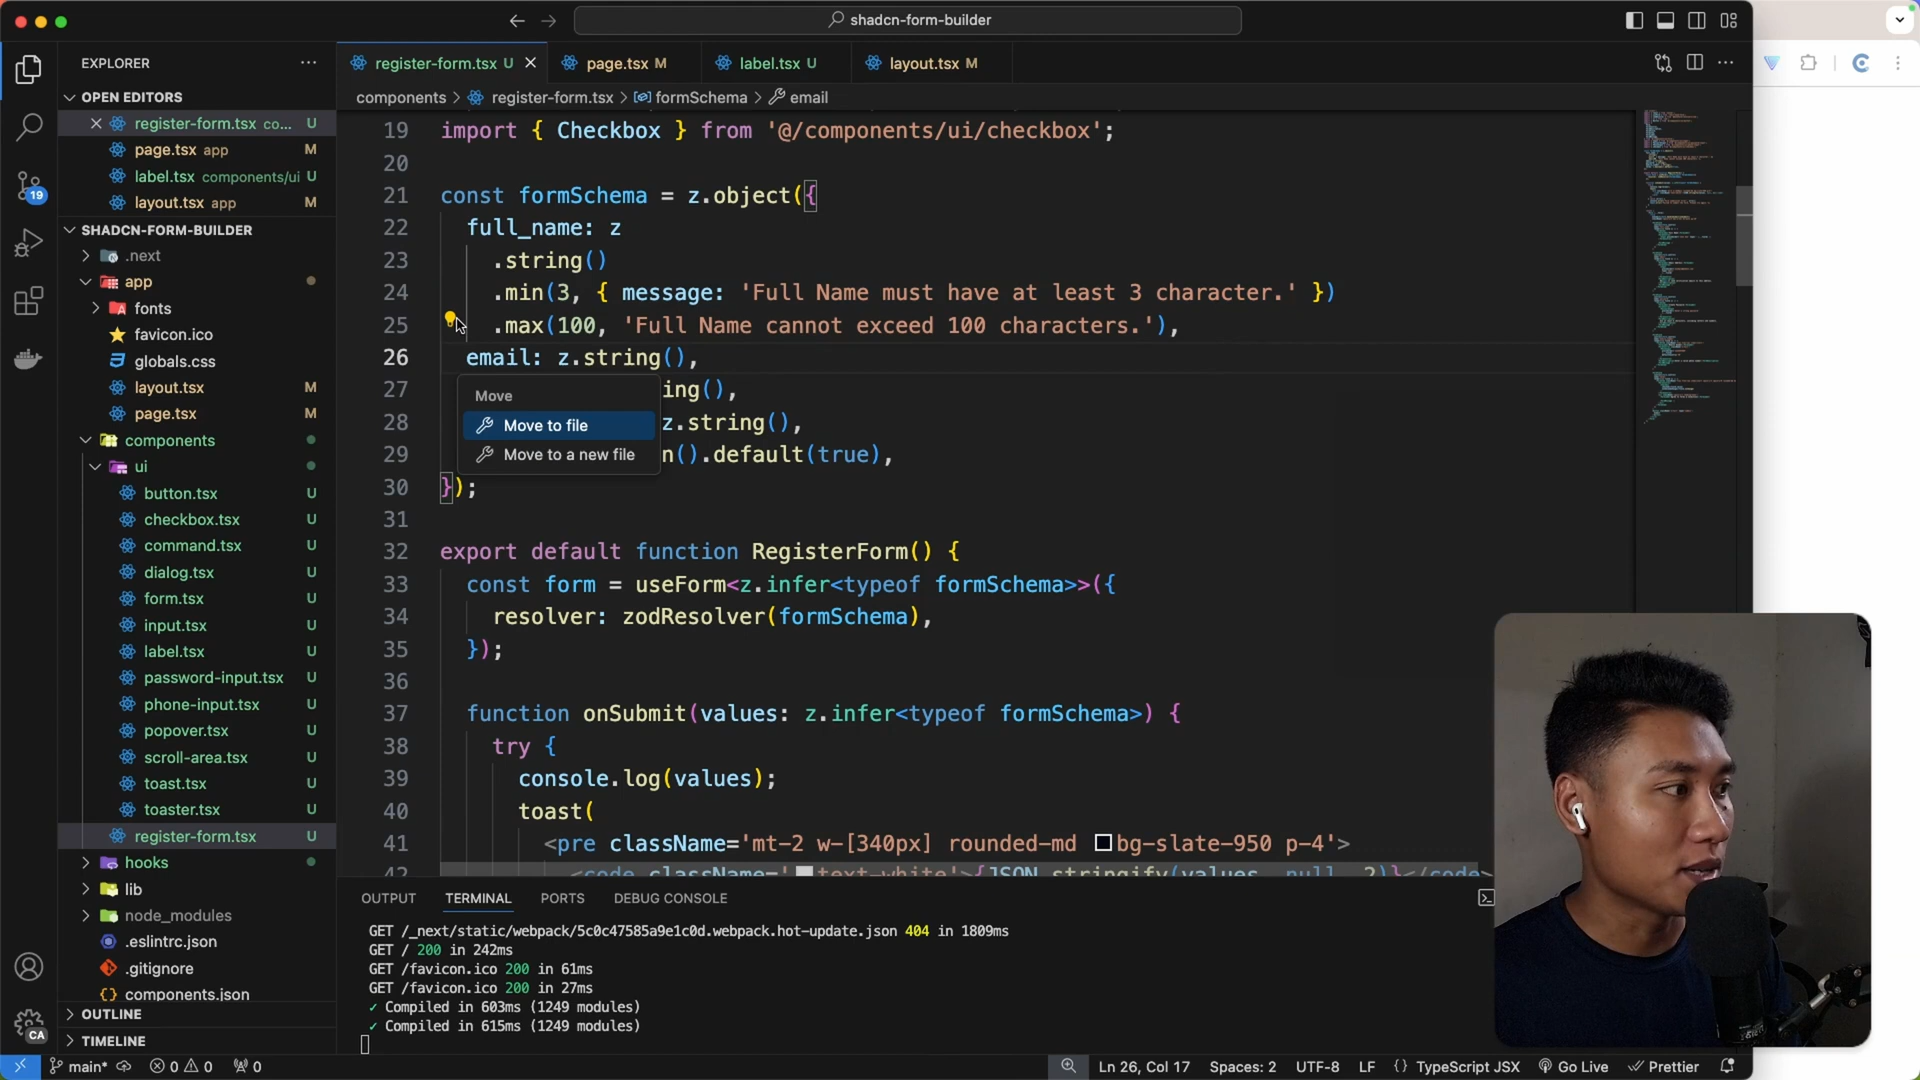 shadcn-form-builder
EXPLORER
OPEN EDITORS
register-form.tsx co... U
page.tsx app M
label.tsx components/ui U
layout.tsx app M
SHADCN-FORM-BUILDER
.next
app
fonts
favicon.ico
globals.css
layout.tsx M
page.tsx M
components
ui
button.tsx U
checkbox.tsx U
command.tsx U
dialog.tsx U
form.tsx U
input.tsx U
label.tsx U
password-input.tsx U
phone-input.tsx U
popover.tsx U
scroll-area.tsx U
toast.tsx U
toaster.tsx U
register-form.tsx U
hooks
lib
node_modules
.eslintrc.json
.gitignore
components.json
OUTLINE
TIMELINE
19
CA
register-form.tsx U
page.tsx M
label.tsx U
layout.tsx M
components > register-form.tsx > formSchema > email
19 import { Checkbox } from '@/components/ui/checkbox';
20
21 const formSchema = z.object({
22 full_name: z
23 .string()
24 .min(3, { message: 'Full Name must have at least 3 character.' })
25 .max(100, 'Full Name cannot exceed 100 characters.'),
26 email: z.string(),
27 ing(),
28 z.string(),
29 n().default(true),
30 });
31
32 export default function RegisterForm() {
33 const form = useForm<z.infer<typeof formSchema>>({
34 resolver: zodResolver(formSchema),
35 });
36
37 function onSubmit(values: z.infer<typeof formSchema>) {
38 try {
39 console.log(values);
40 toast(
41 <pre className='mt-2 w-[340px] rounded-md bg-slate-950 p-4'>
42 <code className='text-white'>{JSON.stringify(values, null, 2)}</code>
Move
Move to file
Move to a new file
OUTPUT TERMINAL PORTS DEBUG CONSOLE
GET /_next/static/webpack/5c0c47585a9e1c0d.webpack.hot-update.json 404 in 1809ms
GET / 200 in 242ms
GET /favicon.ico 200 in 61ms
GET /favicon.ico 200 in 27ms
✓ Compiled in 603ms (1249 modules)
✓ Compiled in 615ms (1249 modules)
main* 0 0 0 Ln 26, Col 17 Spaces: 2 UTF-8 LF {} TypeScript JSX Go Live Prettier